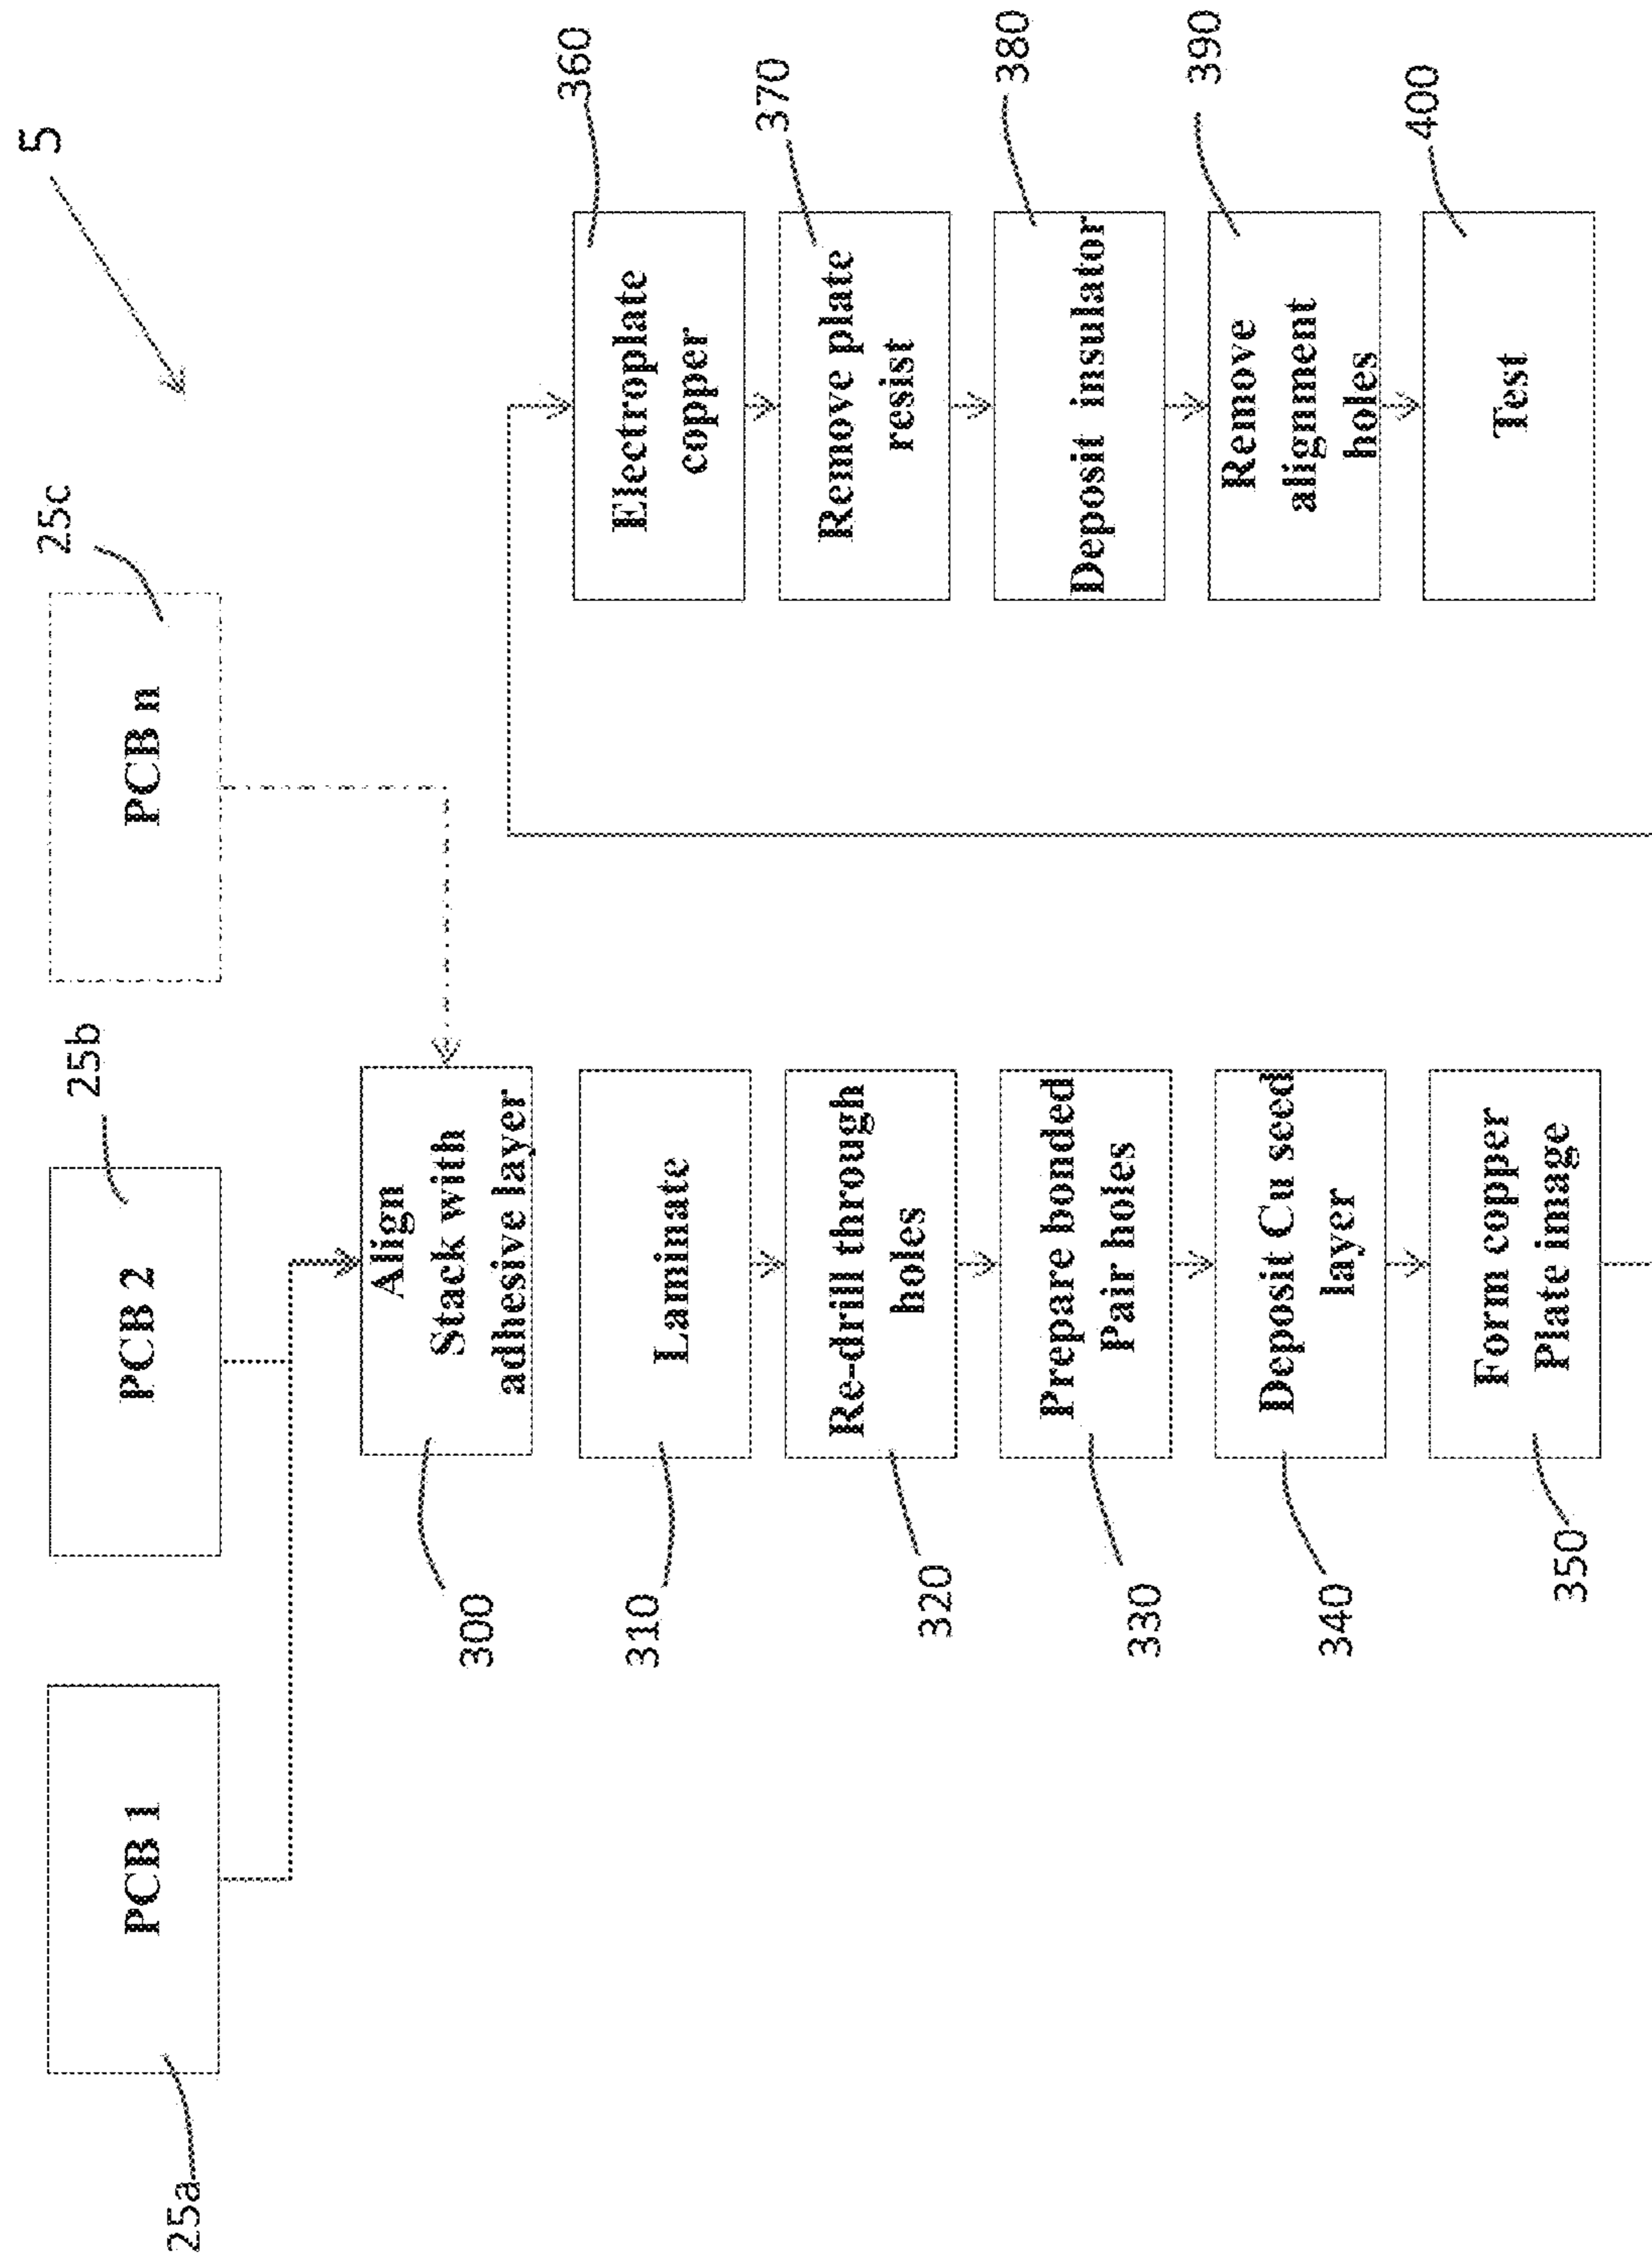 5
25a
PCB 1
25b
PCB 2
25c
PCB n
300
Align
Stack with
adhesive layer
310
Laminate
320
Re-drill through
holes
330
Prepare bonded
Pair holes
340
Deposit Cu seed
layer
350
Form copper
Plate image
360
Electroplate
copper
370
Remove plate
resist
380
Deposit insulator
390
Remove
alignment
holes
400
Test